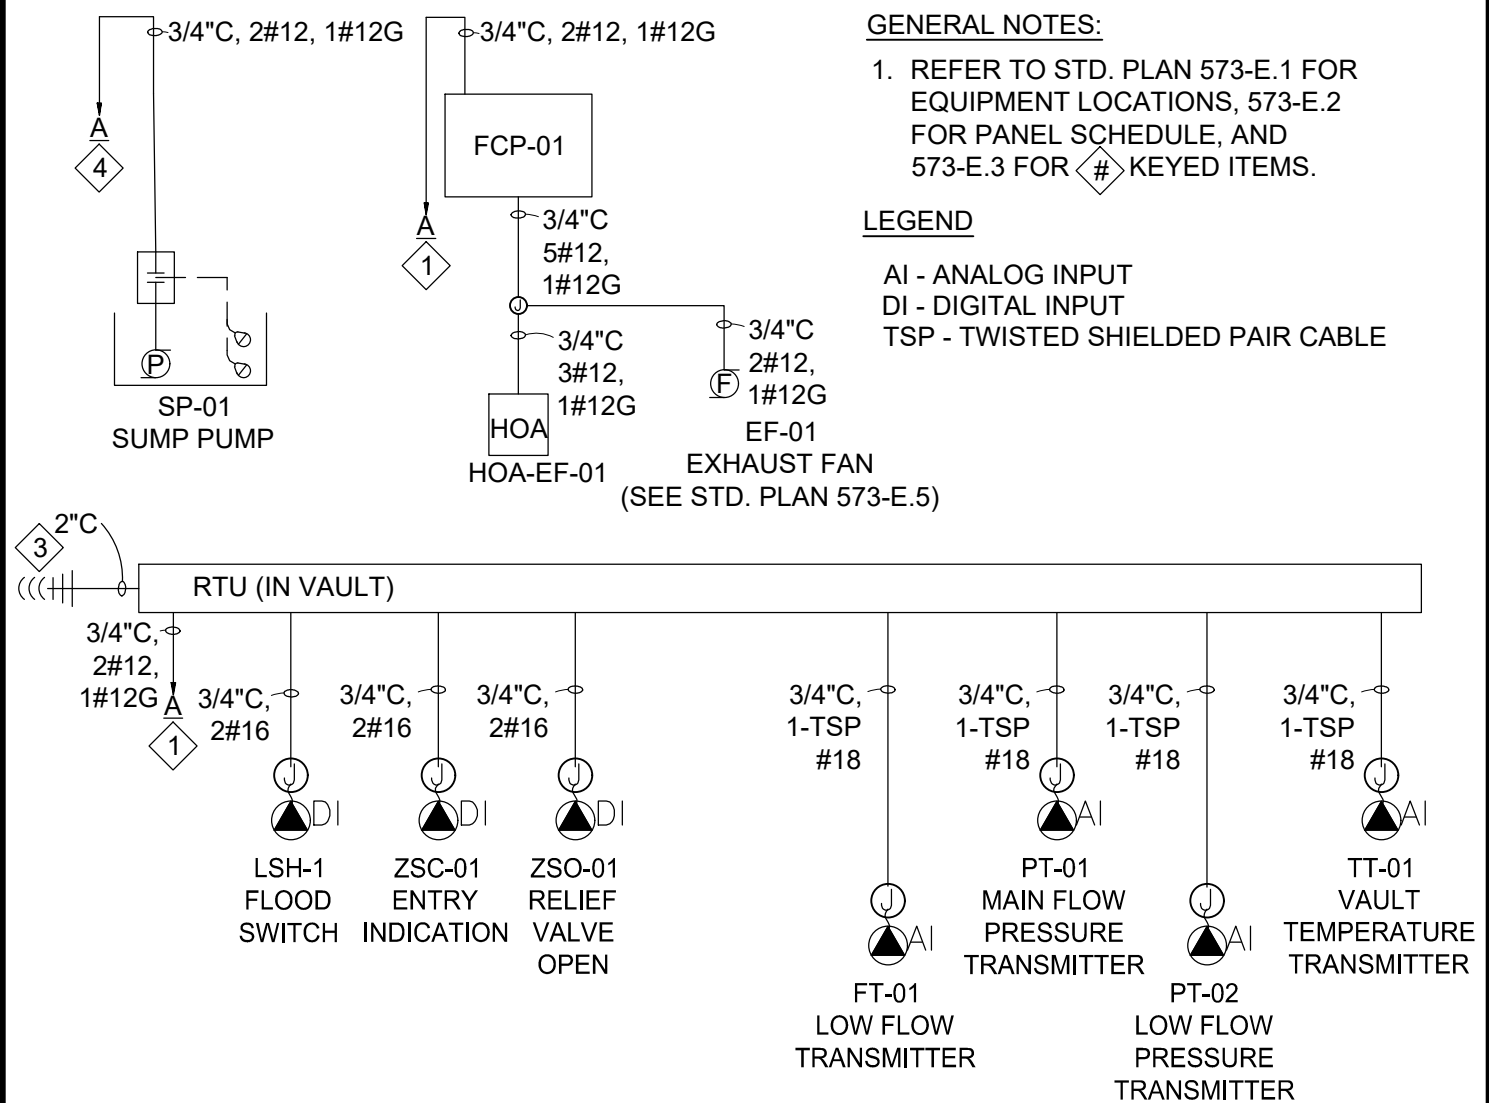 3/4"C, 2#12, 1#12G
A
4
P
SP-01
SUMP PUMP
3/4"C, 2#12, 1#12G
FCP-01
A
1
3/4"C
5#12,
1#12G
J
3/4"C
3#12,
1#12G
HOA
HOA-EF-01
3/4"C
2#12,
1#12G
F
EF-01
EXHAUST FAN
(SEE STD. PLAN 573-E.5)
GENERAL NOTES:
1. REFER TO STD. PLAN 573-E.1 FOR
EQUIPMENT LOCATIONS, 573-E.2
FOR PANEL SCHEDULE, AND
573-E.3 FOR # KEYED ITEMS.
LEGEND
AI - ANALOG INPUT
DI - DIGITAL INPUT
TSP - TWISTED SHIELDED PAIR CABLE
3
2"C
RTU (IN VAULT)
3/4"C,
2#12,
1#12G
A
1
3/4"C,
2#16
J
DI
LSH-1
FLOOD
SWITCH
3/4"C,
2#16
J
DI
ZSC-01
ENTRY
INDICATION
3/4"C,
2#16
J
DI
ZSO-01
RELIEF
VALVE
OPEN
3/4"C,
1-TSP
#18
J
AI
FT-01
LOW FLOW
TRANSMITTER
3/4"C,
1-TSP
#18
J
AI
PT-01
MAIN FLOW
PRESSURE
TRANSMITTER
3/4"C,
1-TSP
#18
J
AI
PT-02
LOW FLOW
PRESSURE
TRANSMITTER
3/4"C,
1-TSP
#18
J
AI
TT-01
VAULT
TEMPERATURE
TRANSMITTER